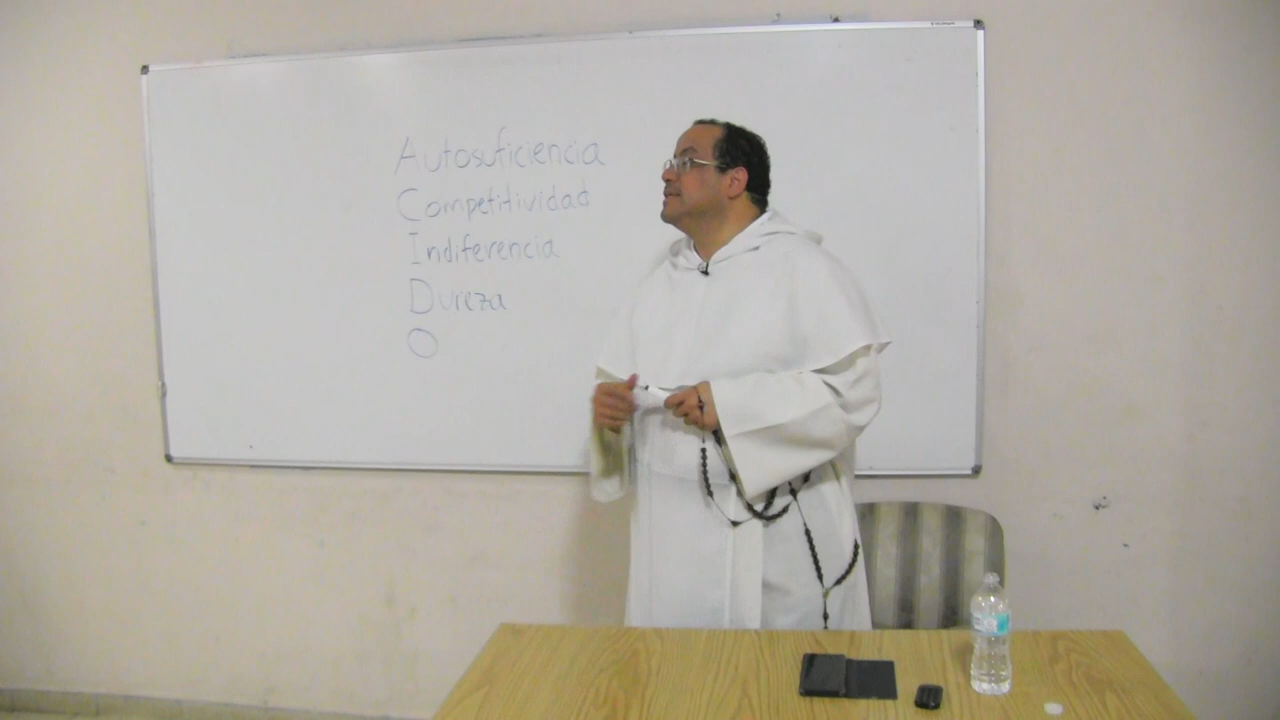 Autosuficiencia
Competitividad
Indiferencia
Dureza
O